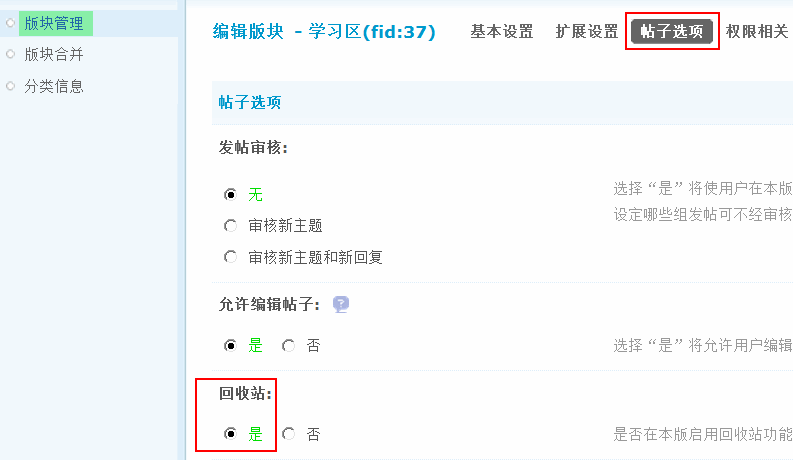 版块管理
版块合并
分类信息
编辑版块 - 学习区(fid:37) 基本设置 扩展设置 帖子选项 权限相关
帖子选项
发帖审核:
无
审核新主题
审核新主题和新回复
选择“是”将使用户在本版
设定哪些组发帖可不经审核
允许编辑帖子: ?
是 否
选择“是”将允许用户编辑
回收站:
是 否
是否在本版启用回收站功能